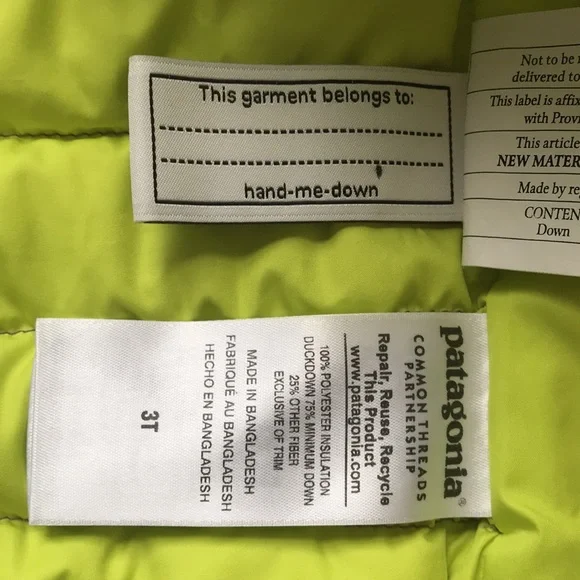 This garment belongs to:
hand-me-down
Not to be
delivered to
This label is affix
with Provi
This article
NEW MATER
Made by re
CONTEN
Down
patagonia®
COMMON THREADS
PARTNERSHIP
Repair, Reuse, Recycle
This Product
www.patagonia.com
100% POLYESTER INSULATION
DUCKDOWN 75% MINIMUM DOWN
25% OTHER FIBER
EXCLUSIVE OF TRIM
MADE IN BANGLADESH
FABRIQUÉ AU BANGLADESH
HECHO EN BANGLADESH
3T